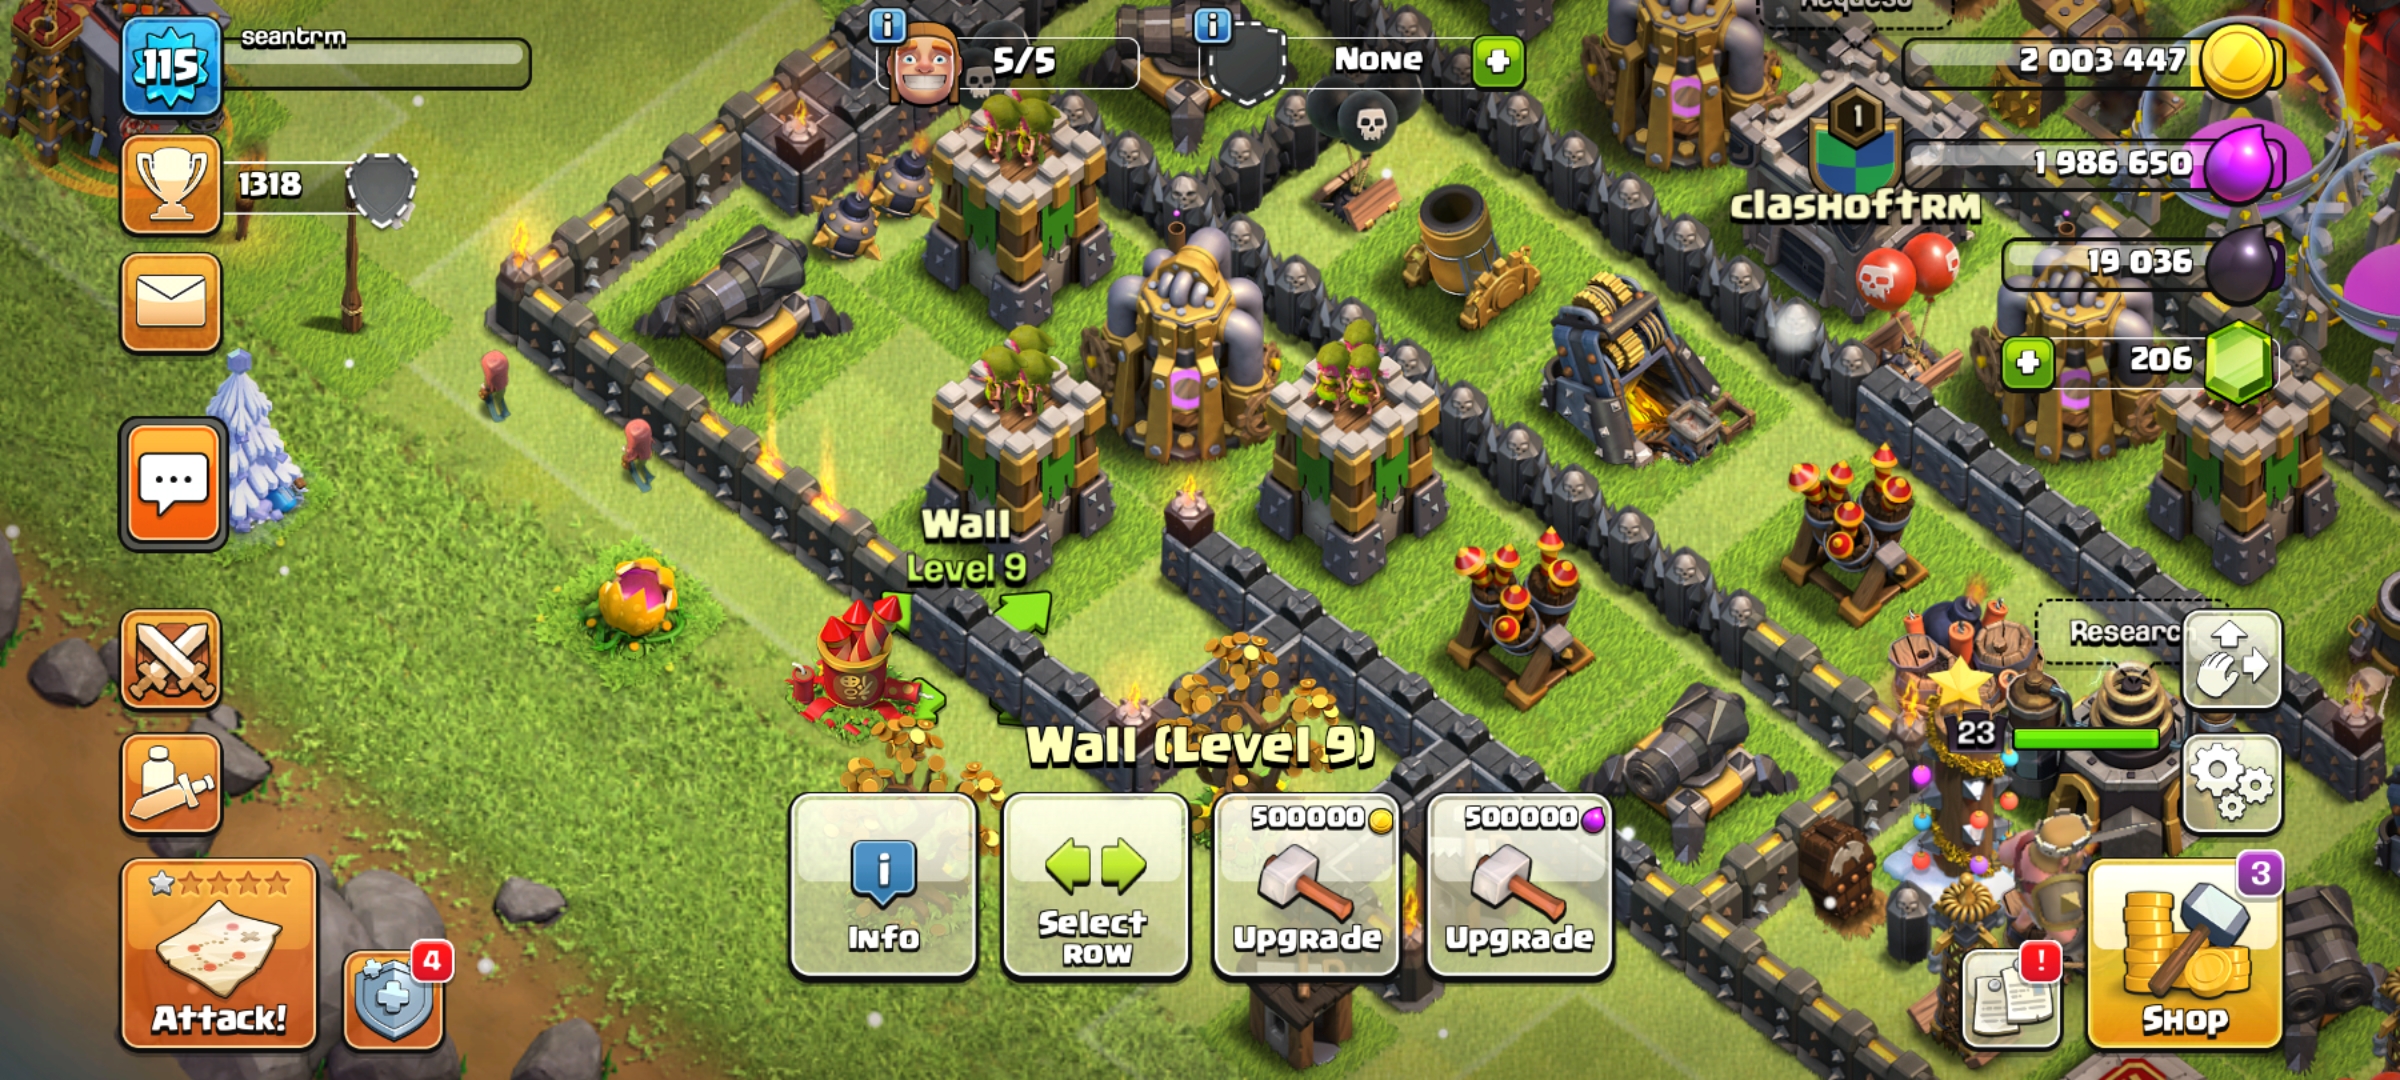 115
seantrm
5/5
None
2 003 447
1318
1
1 986 650
clashoftRM
19 036
206
Wall
Level 9
Research
23
Wall (Level 9)
500000
500000
Info
Select
Row
Upgrade
Upgrade
3
4
!
Attack!
Shop